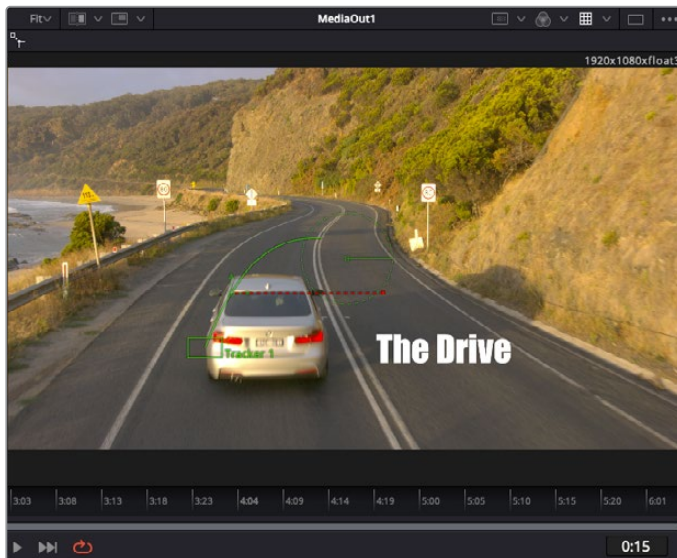 Fit MediaOut1
1920x1080xfloat3
Tracker 1
The Drive
3:03 3:08 3:13 3:18 3:23 4:04 4:09 4:14 4:19 5:00 5:05 5:10 5:15 5:20 6:01
0:15